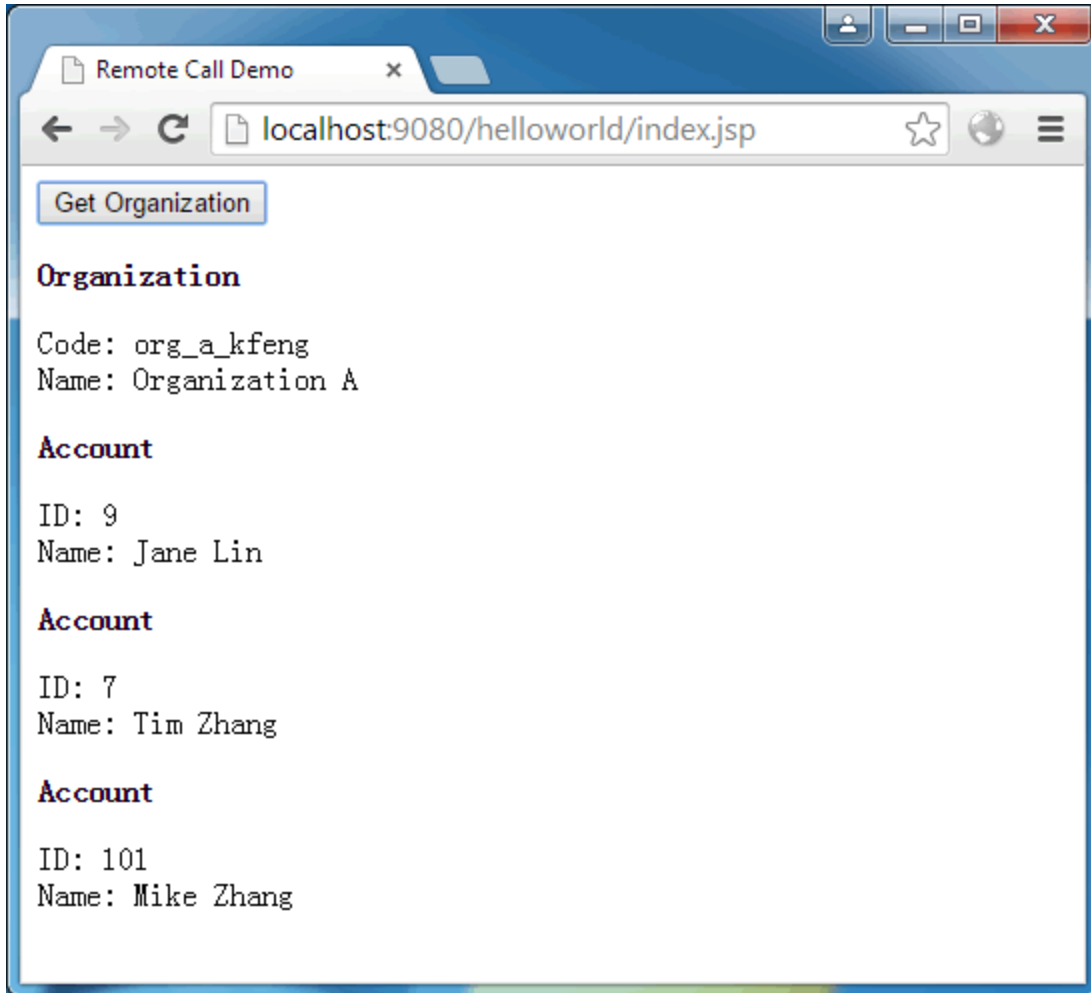 Remote Call Demo
localhost:9080/helloworld/index.jsp
Get Organization
Organization
Code: org_a_kfeng
Name: Organization A
Account
ID: 9
Name: Jane Lin
Account
ID: 7
Name: Tim Zhang
Account
ID: 101
Name: Mike Zhang